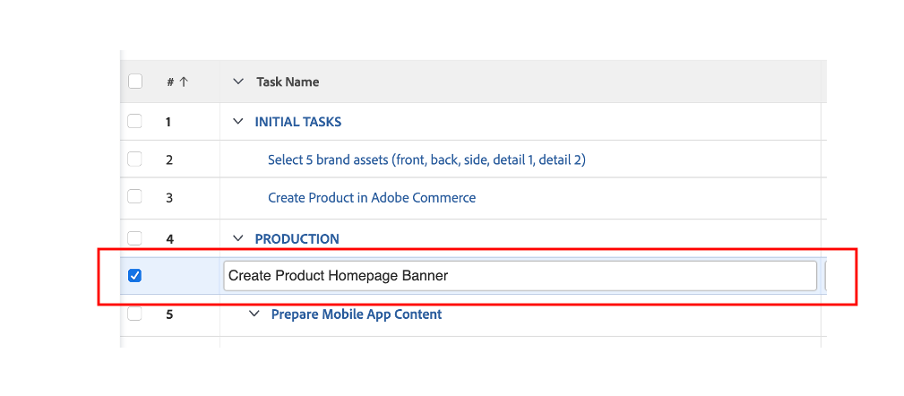 # ↑ Task Name
1 INITIAL TASKS
2 Select 5 brand assets (front, back, side, detail 1, detail 2)
3 Create Product in Adobe Commerce
4 PRODUCTION
Create Product Homepage Banner
5 Prepare Mobile App Content